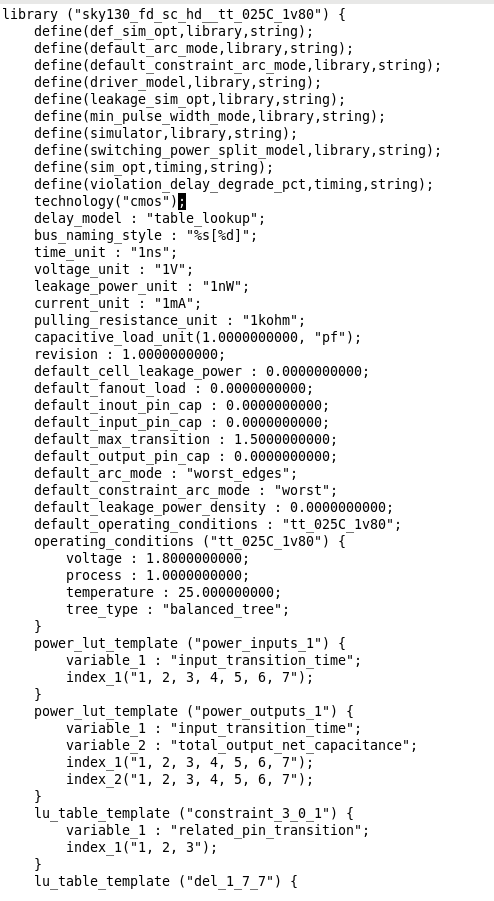 library ("sky130_fd_sc_hd__tt_025C_1v80") {
    define(def_sim_opt,library,string);
    define(default_arc_mode,library,string);
    define(default_constraint_arc_mode,library,string);
    define(driver_model,library,string);
    define(leakage_sim_opt,library,string);
    define(min_pulse_width_mode,library,string);
    define(simulator,library,string);
    define(switching_power_split_model,library,string);
    define(sim_opt,timing,string);
    define(violation_delay_degrade_pct,timing,string);
    technology("cmos");
    delay_model : "table_lookup";
    bus_naming_style : "%s[%d]";
    time_unit : "1ns";
    voltage_unit : "1V";
    leakage_power_unit : "1nW";
    current_unit : "1mA";
    pulling_resistance_unit : "1kohm";
    capacitive_load_unit(1.0000000000, "pf");
    revision : 1.0000000000;
    default_cell_leakage_power : 0.0000000000;
    default_fanout_load : 0.0000000000;
    default_inout_pin_cap : 0.0000000000;
    default_input_pin_cap : 0.0000000000;
    default_max_transition : 1.5000000000;
    default_output_pin_cap : 0.0000000000;
    default_arc_mode : "worst_edges";
    default_constraint_arc_mode : "worst";
    default_leakage_power_density : 0.0000000000;
    default_operating_conditions : "tt_025C_1v80";
    operating_conditions ("tt_025C_1v80") {
        voltage : 1.8000000000;
        process : 1.0000000000;
        temperature : 25.000000000;
        tree_type : "balanced_tree";
    }
    power_lut_template ("power_inputs_1") {
        variable_1 : "input_transition_time";
        index_1("1, 2, 3, 4, 5, 6, 7");
    }
    power_lut_template ("power_outputs_1") {
        variable_1 : "input_transition_time";
        variable_2 : "total_output_net_capacitance";
        index_1("1, 2, 3, 4, 5, 6, 7");
        index_2("1, 2, 3, 4, 5, 6, 7");
    }
    lu_table_template ("constraint_3_0_1") {
        variable_1 : "related_pin_transition";
        index_1("1, 2, 3");
    }
    lu_table_template ("del_1_7_7") {